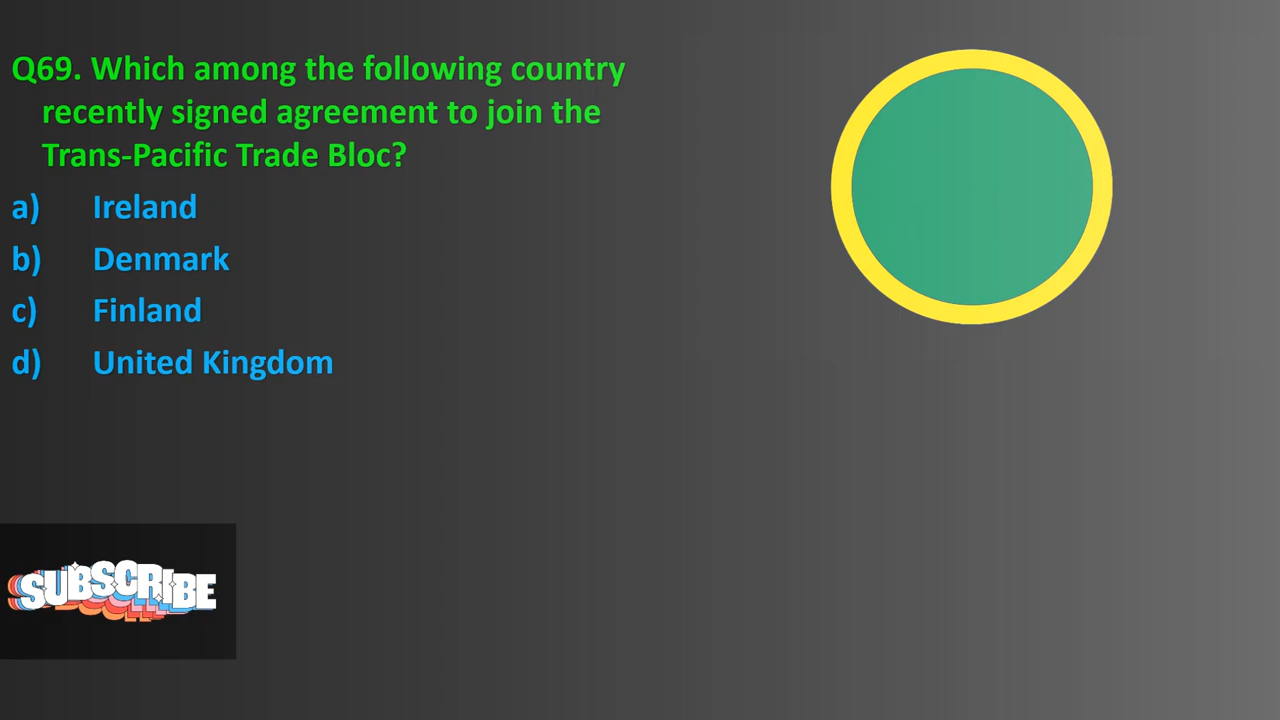 Q69. Which among the following country
recently signed agreement to join the
Trans-Pacific Trade Bloc?
a) Ireland
b) Denmark
c) Finland
d) United Kingdom
SUBSCRIBE